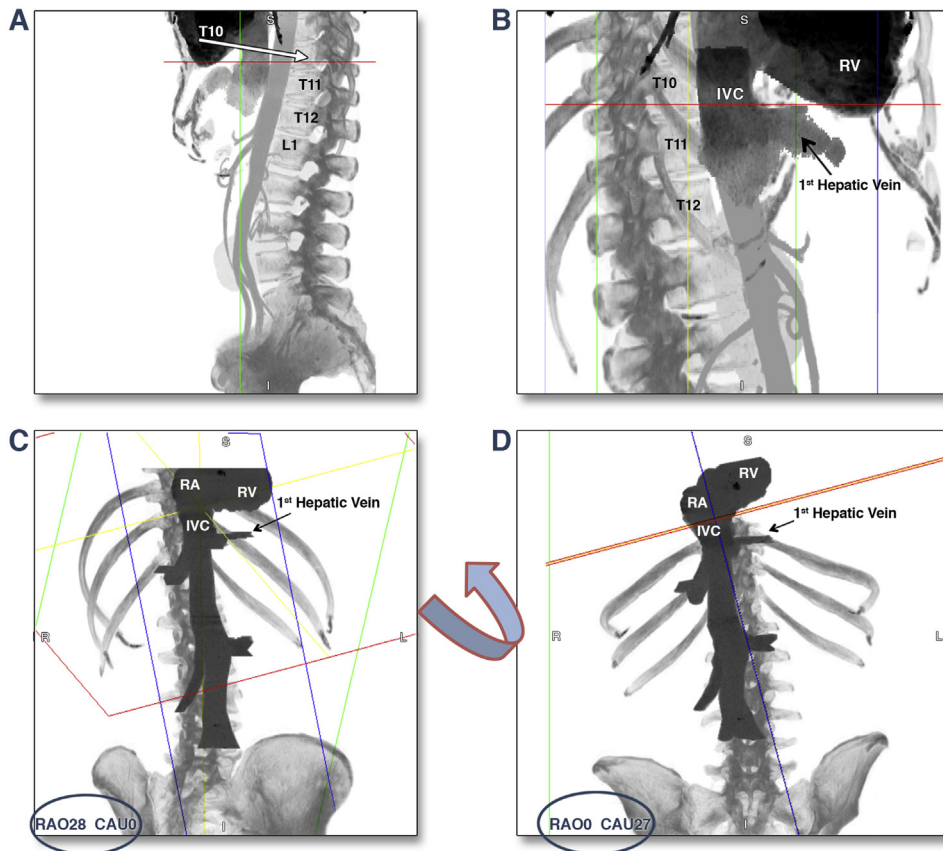 A
S
T10
T11
T12
L1
I
B
S
T10
IVC
RV
T11
1st Hepatic Vein
T12
I
C
S
RA
RV
1st Hepatic Vein
IVC
R
L
RAO28 CAU0
I
D
S
RV
RA
1st Hepatic Vein
IVC
R
L
RAO0 CAU27
I